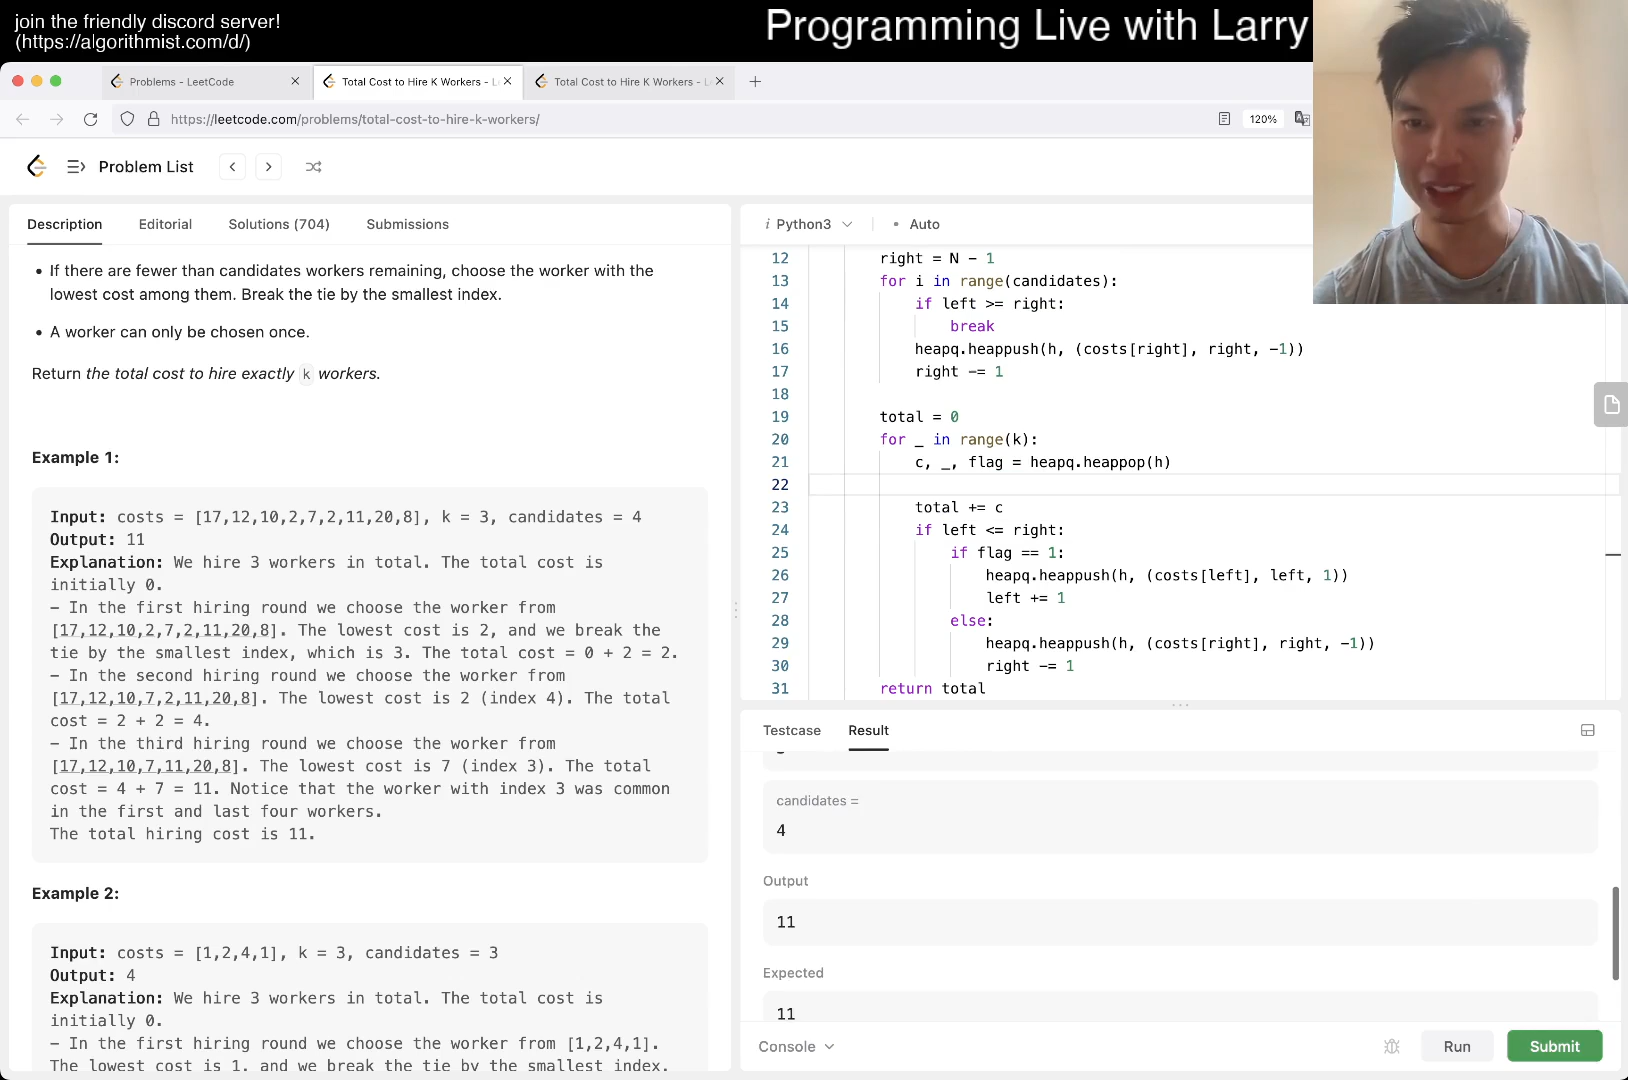 join the friendly discord server!
(https://algorithmist.com/d/)
Programming Live with Larry
Problems - LeetCode
Total Cost to Hire K Workers - L
Total Cost to Hire K Workers - L
https://leetcode.com/problems/total-cost-to-hire-k-workers/
120%
Problem List
Description
Editorial
Solutions (704)
Submissions
• If there are fewer than candidates workers remaining, choose the worker with the
lowest cost among them. Break the tie by the smallest index.
• A worker can only be chosen once.
Return the total cost to hire exactly k workers.
Example 1:
Input: costs = [17,12,10,2,7,2,11,20,8], k = 3, candidates = 4
Output: 11
Explanation: We hire 3 workers in total. The total cost is
initially 0.
- In the first hiring round we choose the worker from
[17,12,10,2,7,2,11,20,8]. The lowest cost is 2, and we break the
tie by the smallest index, which is 3. The total cost = 0 + 2 = 2.
- In the second hiring round we choose the worker from
[17,12,10,7,2,11,20,8]. The lowest cost is 2 (index 4). The total
cost = 2 + 2 = 4.
- In the third hiring round we choose the worker from
[17,12,10,7,11,20,8]. The lowest cost is 7 (index 3). The total
cost = 4 + 7 = 11. Notice that the worker with index 3 was common
in the first and last four workers.
The total hiring cost is 11.
Example 2:
Input: costs = [1,2,4,1], k = 3, candidates = 3
Output: 4
Explanation: We hire 3 workers in total. The total cost is
initially 0.
- In the first hiring round we choose the worker from [1,2,4,1].
The lowest cost is 1, and we break the tie by the smallest index,
i Python3
• Auto
12 right = N - 1
13 for i in range(candidates):
14 if left >= right:
15 break
16 heapq.heappush(h, (costs[right], right, -1))
17 right -= 1
18
19 total = 0
20 for _ in range(k):
21 c, _, flag = heapq.heappop(h)
22
23 total += c
24 if left <= right:
25 if flag == 1:
26 heapq.heappush(h, (costs[left], left, 1))
27 left += 1
28 else:
29 heapq.heappush(h, (costs[right], right, -1))
30 right -= 1
31 return total
Testcase
Result
candidates =
4
Output
11
Expected
11
Console
Run
Submit